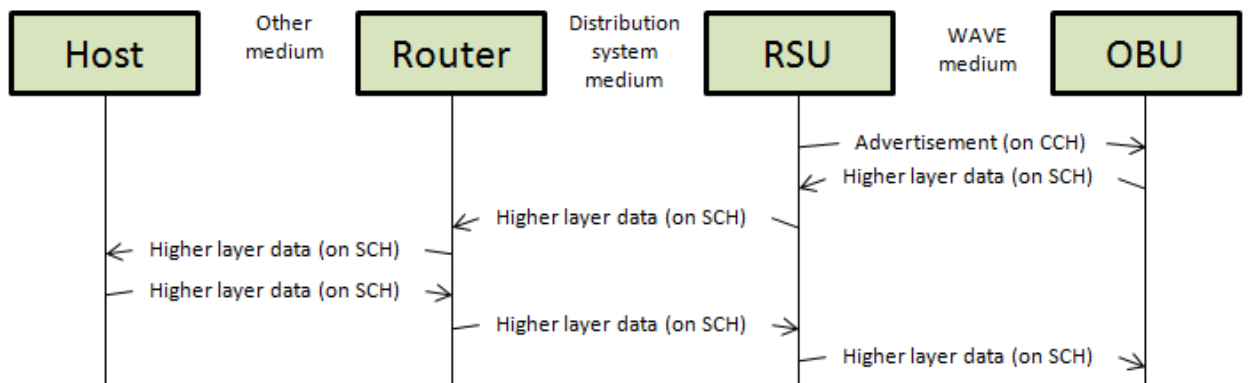 Host
Other
medium
Router
Distribution
system
medium
RSU
WAVE
medium
OBU
Advertisement (on CCH)
Higher layer data (on SCH)
Higher layer data (on SCH)
Higher layer data (on SCH)
Higher layer data (on SCH)
Higher layer data (on SCH)
Higher layer data (on SCH)